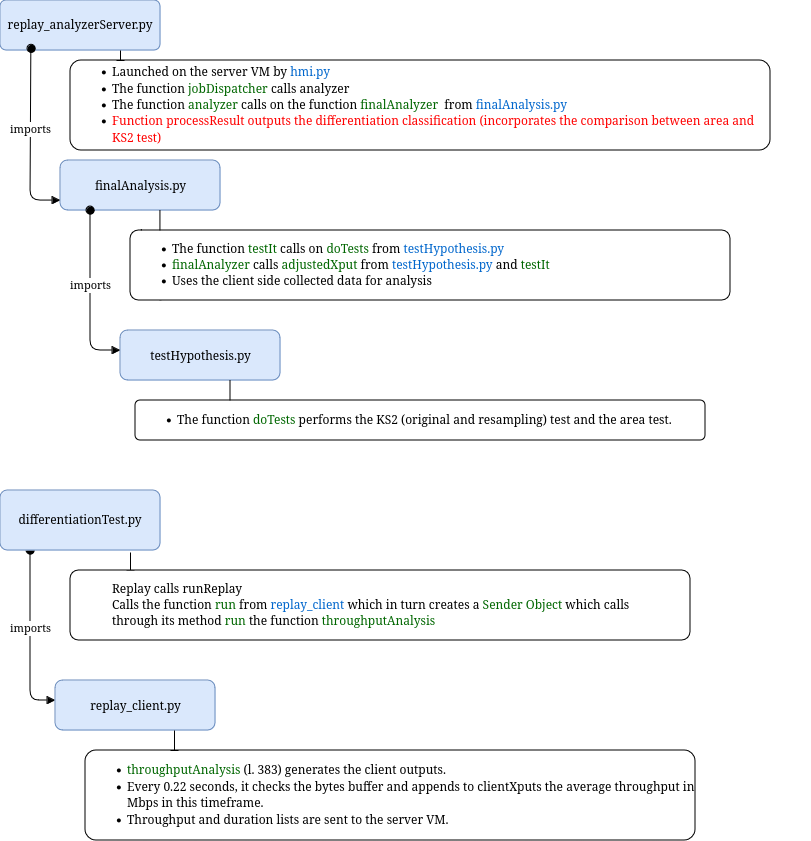 replay_analyzerServer.py
• Launched on the server VM by hmi.py
• The function jobDispatcher calls analyzer
• The function analyzer calls on the function finalAnalyzer from finalAnalysis.py
• Function processResult outputs the differentiation classification (incorporates the comparison between area and
KS2 test)
imports
finalAnalysis.py
• The function testIt calls on doTests from testHypothesis.py
• finalAnalyzer calls adjustedXput from testHypothesis.py and testIt
• Uses the client side collected data for analysis
imports
testHypothesis.py
• The function doTests performs the KS2 (original and resampling) test and the area test.
differentiationTest.py
Replay calls runReplay
Calls the function run from replay_client which in turn creates a Sender Object which calls
through its method run the function throughputAnalysis
imports
replay_client.py
• throughputAnalysis (l. 383) generates the client outputs.
• Every 0.22 seconds, it checks the bytes buffer and appends to clientXputs the average throughput in
Mbps in this timeframe.
• Throughput and duration lists are sent to the server VM.